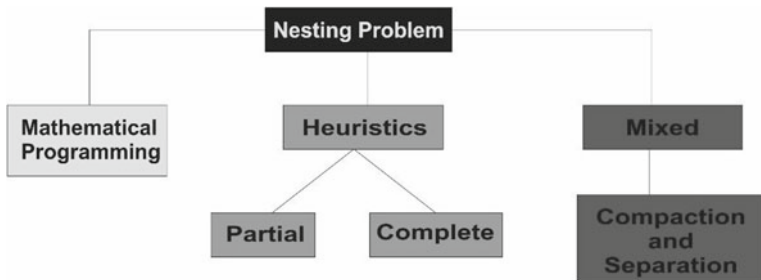 Nesting Problem
Mathematical
Programming
Heuristics
Mixed
Partial
Complete
Compaction
and
Separation